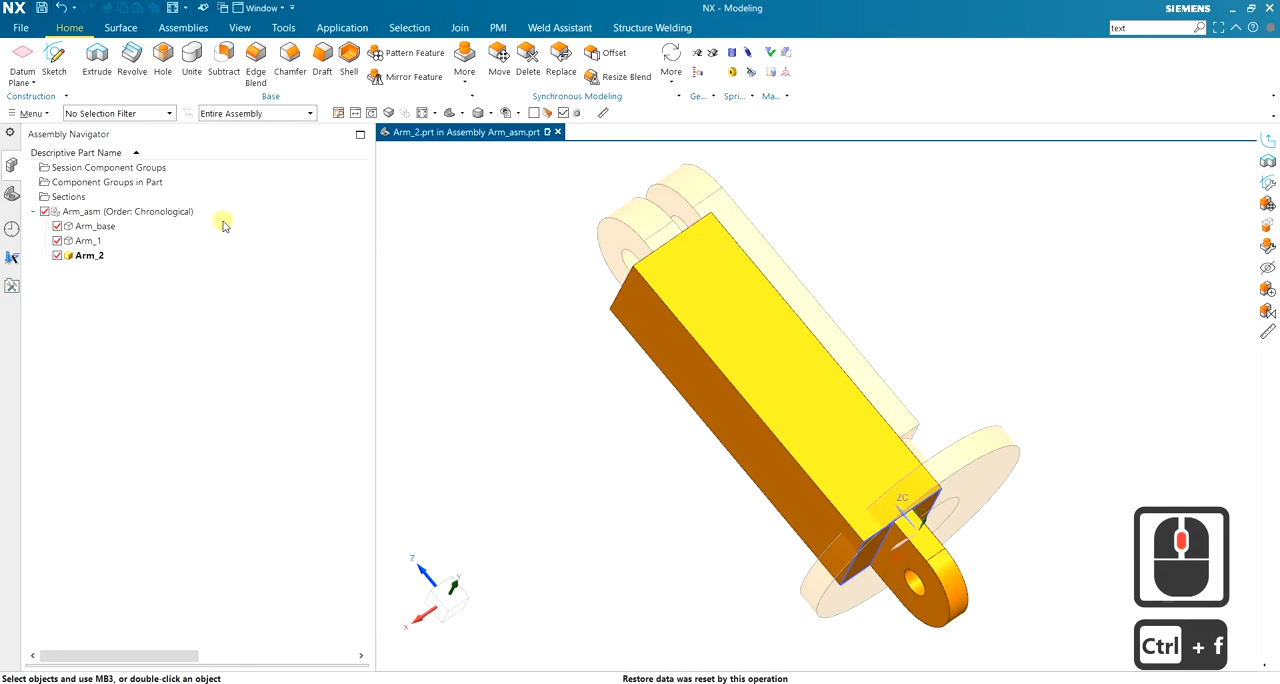 NX Window NX - Modeling SIEMENS
File Home Surface Assemblies View Tools Application Selection Join PMI Weld Assistant Structure Welding text
Datum Plane Sketch Extrude Revolve Hole Unite Subtract Edge Blend Chamfer Draft Shell Pattern Feature Mirror Feature More Move Delete Replace Offset Resize Blend More
Construction Base Synchronous Modeling Ge... Spri... Ma...
Menu No Selection Filter Entire Assembly
Assembly Navigator
Arm_2.prt in Assembly Arm_asm.prt
Descriptive Part Name
Session Component Groups
Component Groups in Part
Sections
Arm_asm (Order: Chronological)
Arm_base
Arm_1
Arm_2
ZC
Z
Y
X
Ctrl + f
Select objects and use MB3, or double-click an object Restore data was reset by this operation